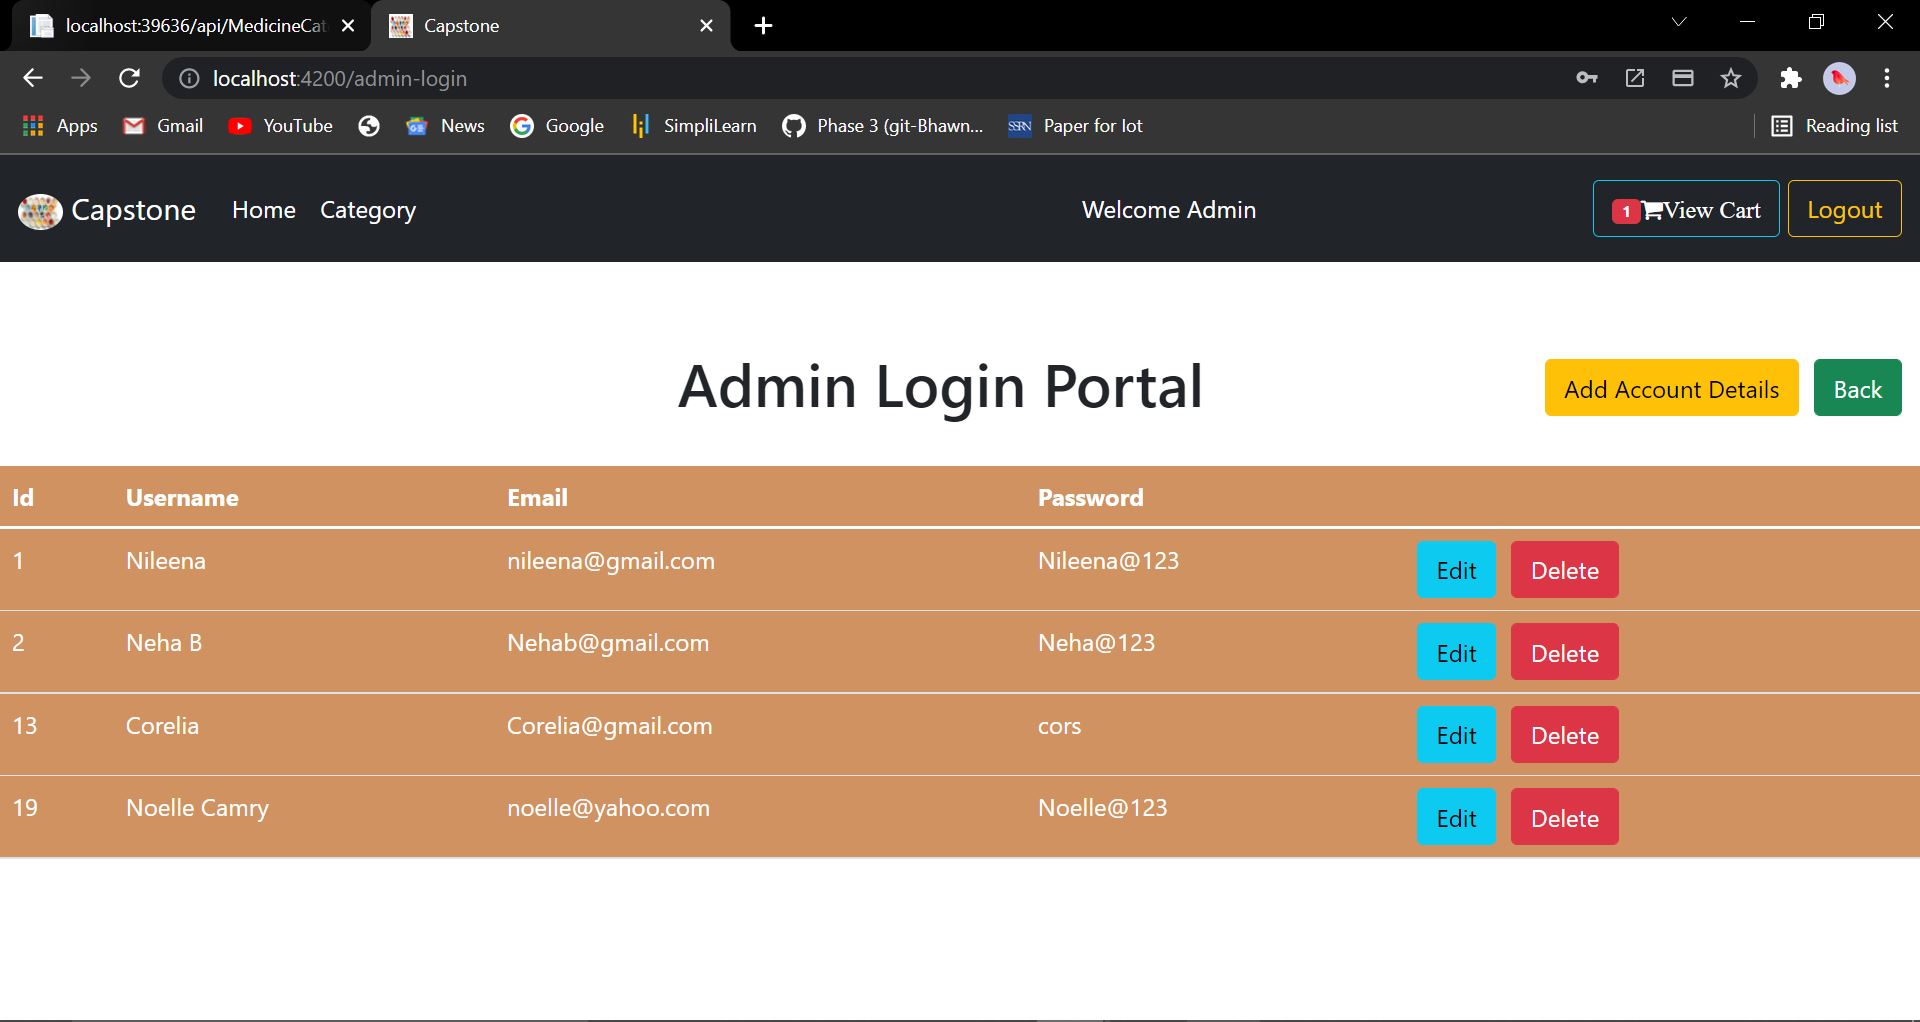 localhost:39636/api/MedicineCat
Capstone
localhost:4200/admin-login
Apps Gmail YouTube News Google SimpliLearn Phase 3 (git-Bhawn... SSRN Paper for Iot Reading list
Capstone Home Category Welcome Admin 1 View Cart Logout
Admin Login Portal Add Account Details Back
Id Username Email Password
1 Nileena nileena@gmail.com Nileena@123 Edit Delete
2 Neha B Nehab@gmail.com Neha@123 Edit Delete
13 Corelia Corelia@gmail.com cors Edit Delete
19 Noelle Camry noelle@yahoo.com Noelle@123 Edit Delete